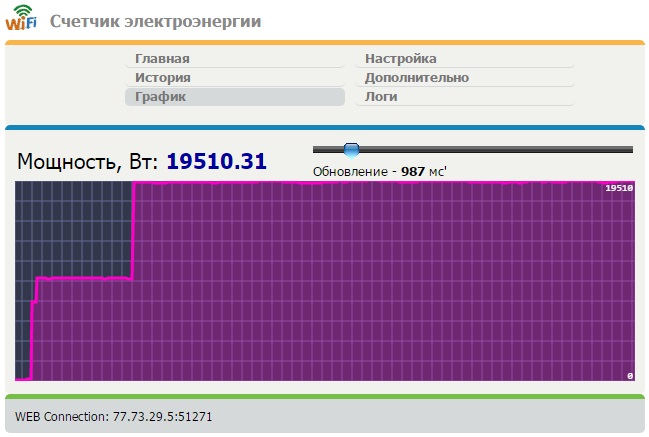 WiFi Счетчик электроэнергии
Главная Настройка
История Дополнительно
График Логи
Мощность, Вт: 19510.31
Обновление - 987 мс'
19510
0
WEB Connection: 77.73.29.5:51271